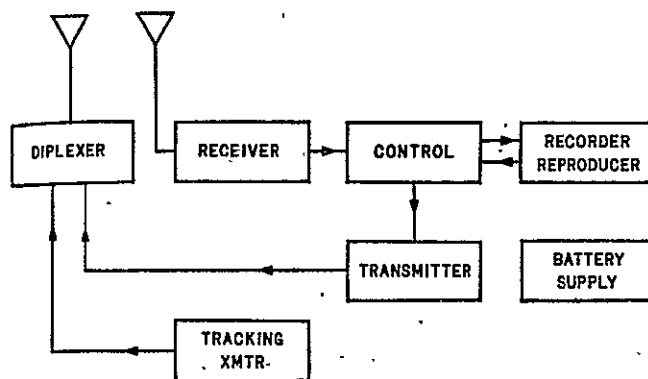 DIPLEXER
RECEIVER
CONTROL
RECORDER
REPRODUCER
TRANSMITTER
BATTERY
SUPPLY
TRACKING
XMTR